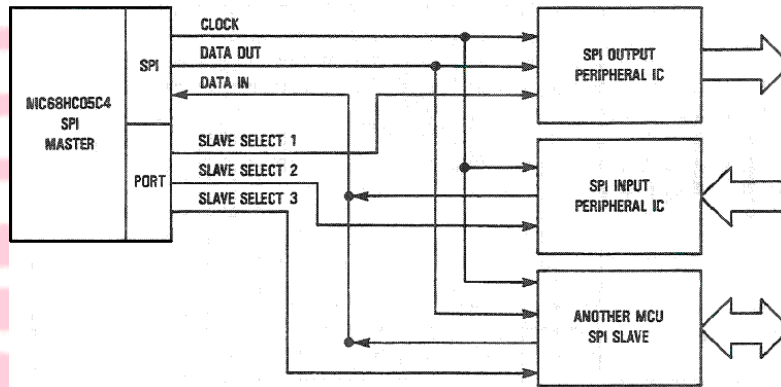 MC68HC05C4
SPI
MASTER
SPI
PORT
CLOCK
DATA OUT
DATA IN
SLAVE SELECT 1
SLAVE SELECT 2
SLAVE SELECT 3
SPI OUTPUT
PERIPHERAL IC
SPI INPUT
PERIPHERAL IC
ANOTHER MCU
SPI SLAVE